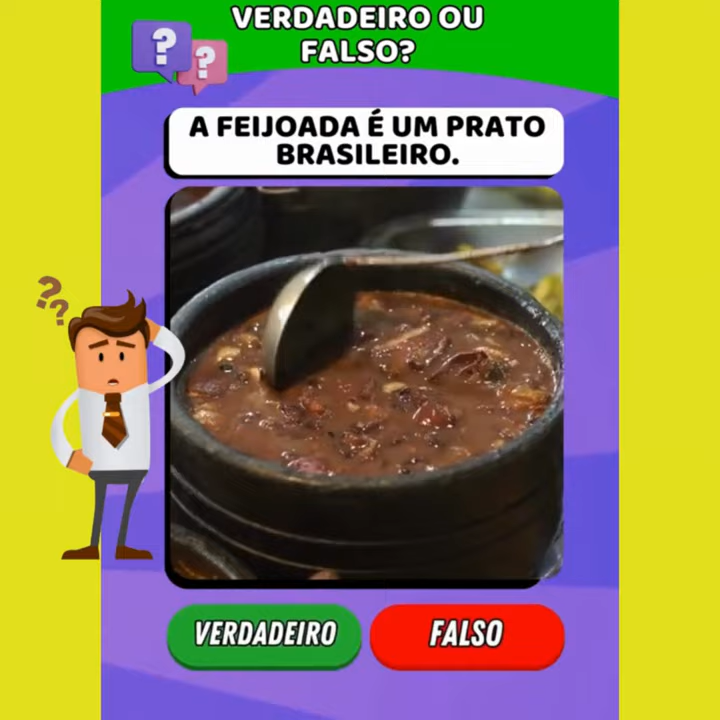 VERDADEIRO OU
FALSO?
? ?
A FEIJOADA É UM PRATO
BRASILEIRO.
??
VERDADEIRO
FALSO